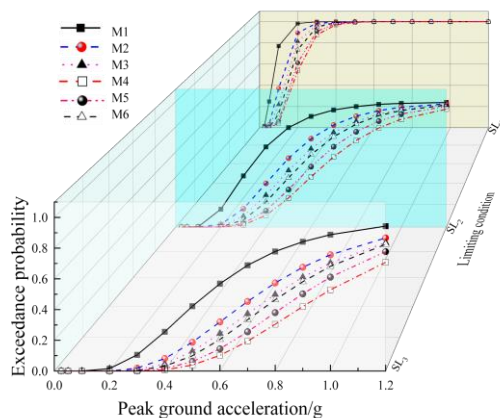 M1
M2
M3
M4
M5
M6
Exceedance probability
1.0
0.8
0.6
0.4
0.2
0.0
0.0
0.2
0.4
0.6
0.8
1.0
1.2
Peak ground acceleration/g
SL₃
SL₂
SL
Limiting condition